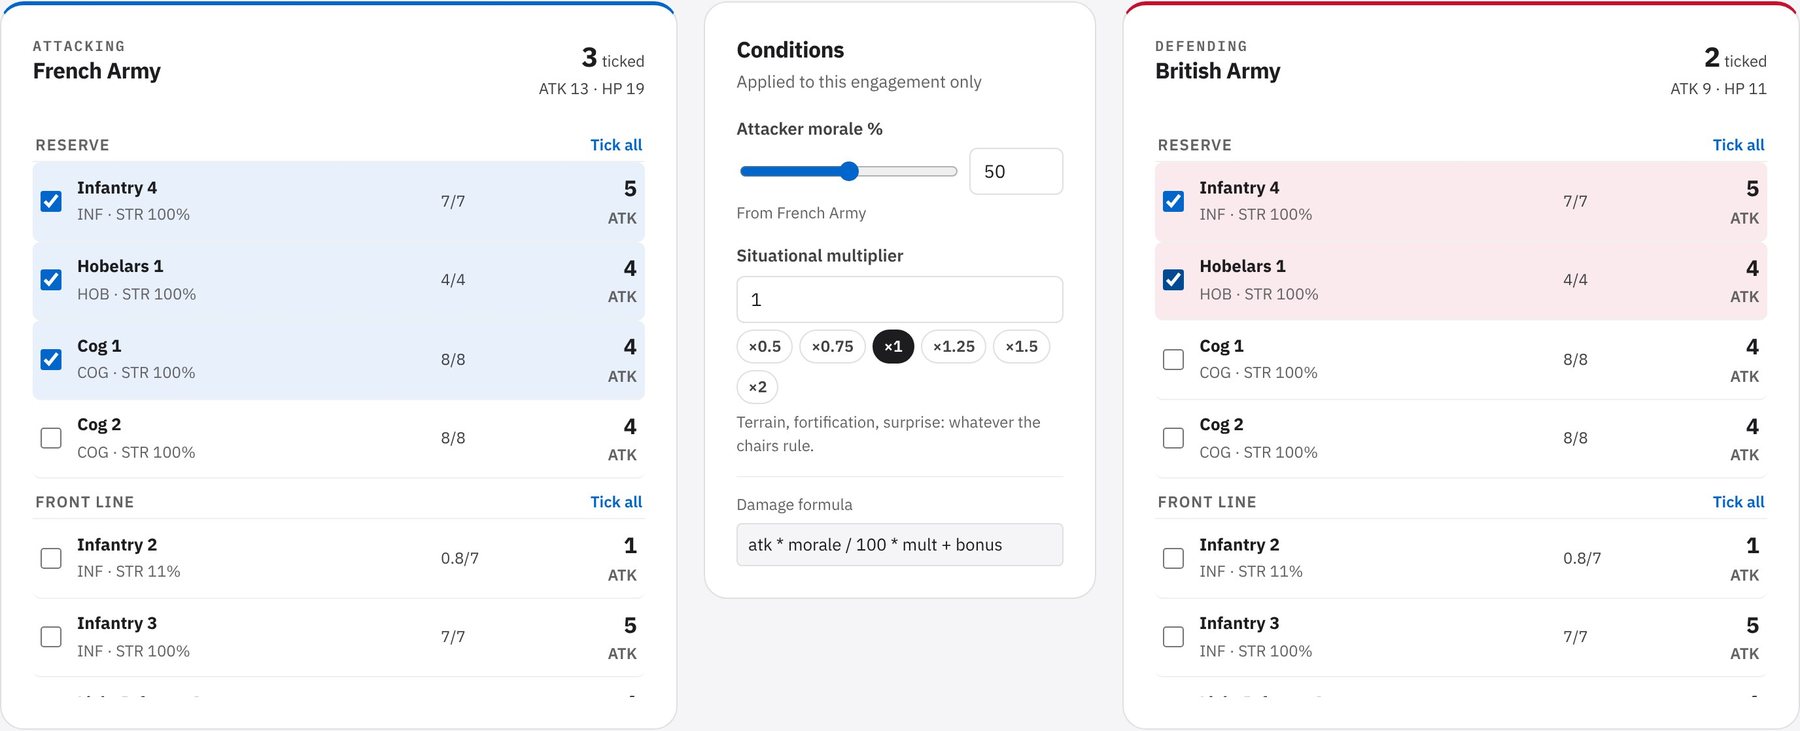 ATTACKING
French Army
3 ticked
ATK 13 · HP 19
RESERVE
Tick all
Infantry 4
INF · STR 100%
7/7
5
ATK
Hobelars 1
HOB · STR 100%
4/4
4
ATK
Cog 1
COG · STR 100%
8/8
4
ATK
Cog 2
COG · STR 100%
8/8
4
ATK
FRONT LINE
Tick all
Infantry 2
INF · STR 11%
0.8/7
1
ATK
Infantry 3
INF · STR 100%
7/7
5
ATK
Conditions
Applied to this engagement only
Attacker morale %
50
From French Army
Situational multiplier
1
×0.5
×0.75
×1
×1.25
×1.5
×2
Terrain, fortification, surprise: whatever the
chairs rule.
Damage formula
atk * morale / 100 * mult + bonus
DEFENDING
British Army
2 ticked
ATK 9 · HP 11
RESERVE
Tick all
Infantry 4
INF · STR 100%
7/7
5
ATK
Hobelars 1
HOB · STR 100%
4/4
4
ATK
Cog 1
COG · STR 100%
8/8
4
ATK
Cog 2
COG · STR 100%
8/8
4
ATK
FRONT LINE
Tick all
Infantry 2
INF · STR 11%
0.8/7
1
ATK
Infantry 3
INF · STR 100%
7/7
5
ATK